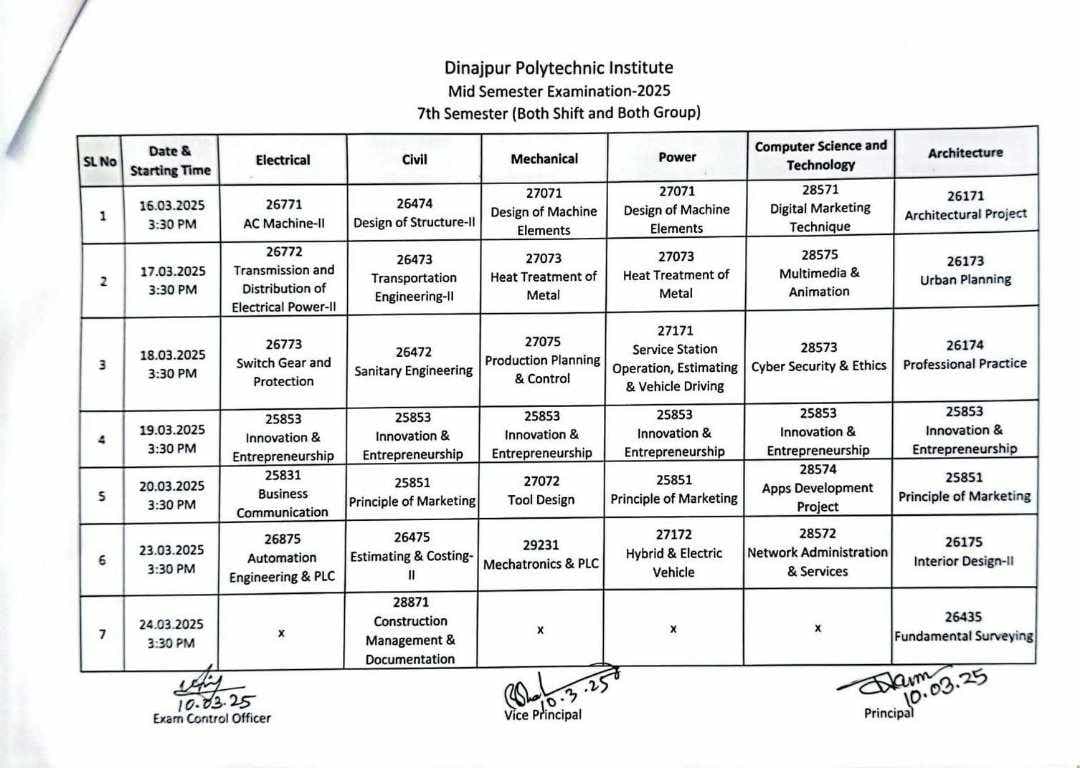 Dinajpur Polytechnic Institute
Mid Semester Examination-2025
7th Semester (Both Shift and Both Group)
SL No
Date &
Starting Time
Electrical
Civil
Mechanical
Power
Computer Science and
Technology
Architecture
1
16.03.2025
3:30 PM
26771
AC Machine-II
26474
Design of Structure-II
27071
Design of Machine
Elements
27071
Design of Machine
Elements
28571
Digital Marketing
Technique
26171
Architectural Project
2
17.03.2025
3:30 PM
26772
Transmission and
Distribution of
Electrical Power-II
26473
Transportation
Engineering-II
27073
Heat Treatment of
Metal
27073
Heat Treatment of
Metal
28575
Multimedia &
Animation
26173
Urban Planning
3
18.03.2025
3:30 PM
26773
Switch Gear and
Protection
26472
Sanitary Engineering
27075
Production Planning
& Control
27171
Service Station
Operation, Estimating
& Vehicle Driving
28573
Cyber Security & Ethics
26174
Professional Practice
4
19.03.2025
3:30 PM
25853
Innovation &
Entrepreneurship
25853
Innovation &
Entrepreneurship
25853
Innovation &
Entrepreneurship
25853
Innovation &
Entrepreneurship
25853
Innovation &
Entrepreneurship
25853
Innovation &
Entrepreneurship
5
20.03.2025
3:30 PM
25831
Business
Communication
25851
Principle of Marketing
27072
Tool Design
25851
Principle of Marketing
28574
Apps Development
Project
25851
Principle of Marketing
6
23.03.2025
3:30 PM
26875
Automation
Engineering & PLC
26475
Estimating & Costing-
II
29231
Mechatronics & PLC
27172
Hybrid & Electric
Vehicle
28572
Network Administration
& Services
26175
Interior Design-II
7
24.03.2025
3:30 PM
x
28871
Construction
Management &
Documentation
x
x
x
26435
Fundamental Surveying
10.03.25
Exam Control Officer
10.3.25
Vice Principal
10.03.25
Principal